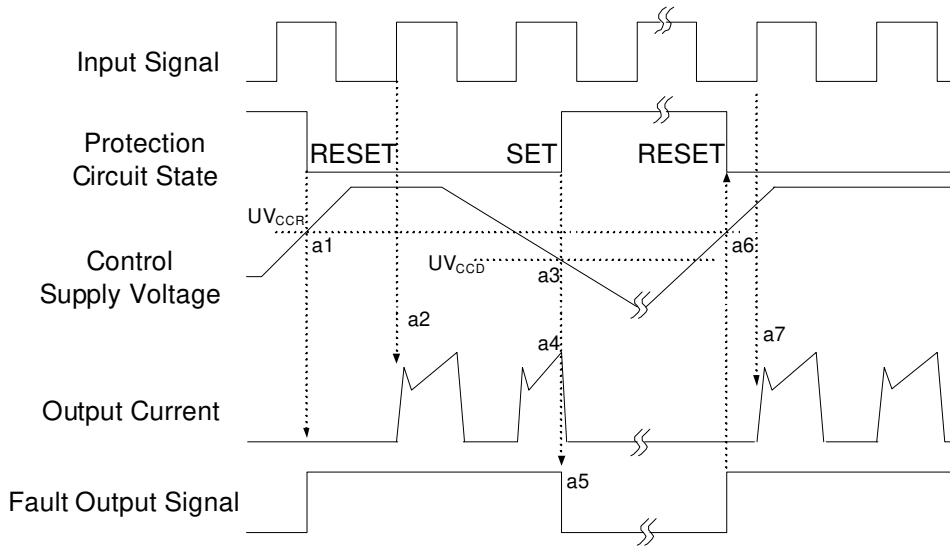 Input Signal
Protection
Circuit State
RESET
SET
RESET
UVCCR
a1
a6
Control
Supply Voltage
UVCCD
a3
a2
a4
a7
Output Current
a5
Fault Output Signal